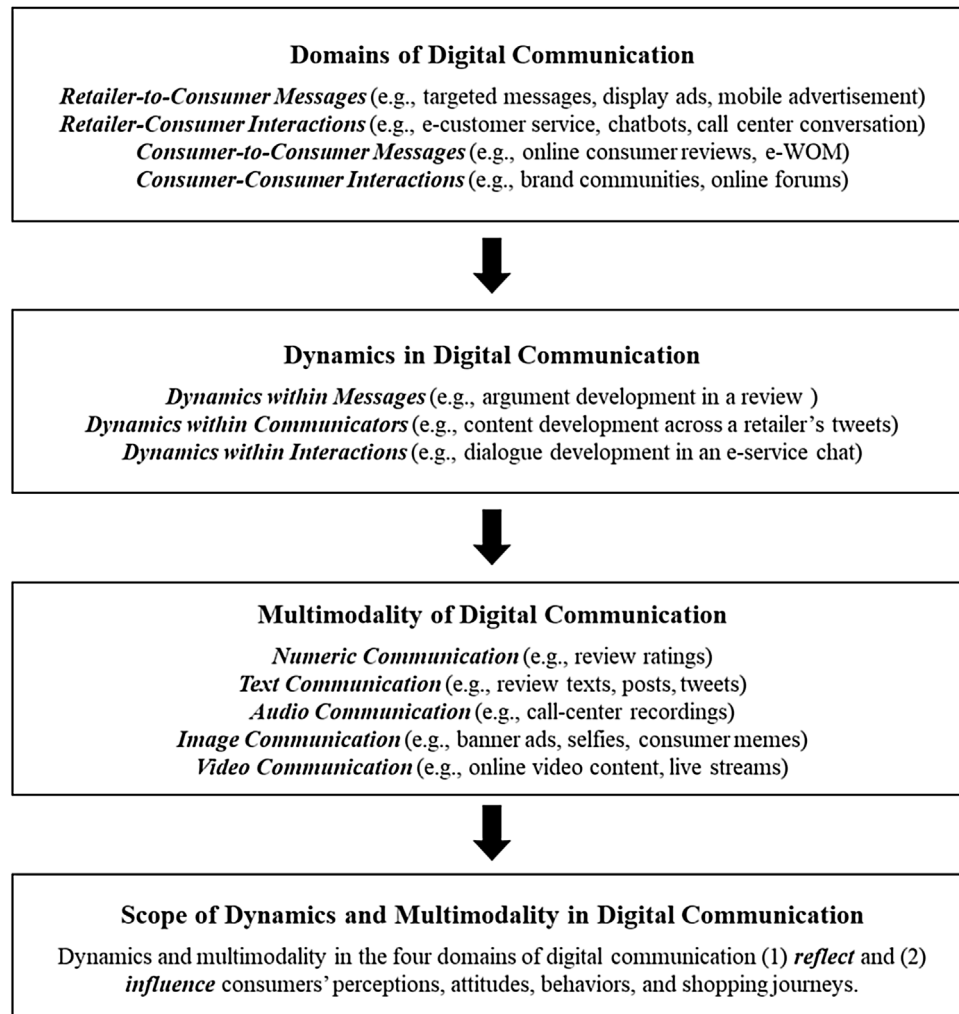 Domains of Digital Communication
Retailer-to-Consumer Messages (e.g., targeted messages, display ads, mobile advertisement)
Retailer-Consumer Interactions (e.g., e-customer service, chatbots, call center conversation)
Consumer-to-Consumer Messages (e.g., online consumer reviews, e-WOM)
Consumer-Consumer Interactions (e.g., brand communities, online forums)
Dynamics in Digital Communication
Dynamics within Messages (e.g., argument development in a review )
Dynamics within Communicators (e.g., content development across a retailer's tweets)
Dynamics within Interactions (e.g., dialogue development in an e-service chat)
Multimodality of Digital Communication
Numeric Communication (e.g., review ratings)
Text Communication (e.g., review texts, posts, tweets)
Audio Communication (e.g., call-center recordings)
Image Communication (e.g., banner ads, selfies, consumer memes)
Video Communication (e.g., online video content, live streams)
Scope of Dynamics and Multimodality in Digital Communication
Dynamics and multimodality in the four domains of digital communication (1) reflect and (2)
influence consumers' perceptions, attitudes, behaviors, and shopping journeys.